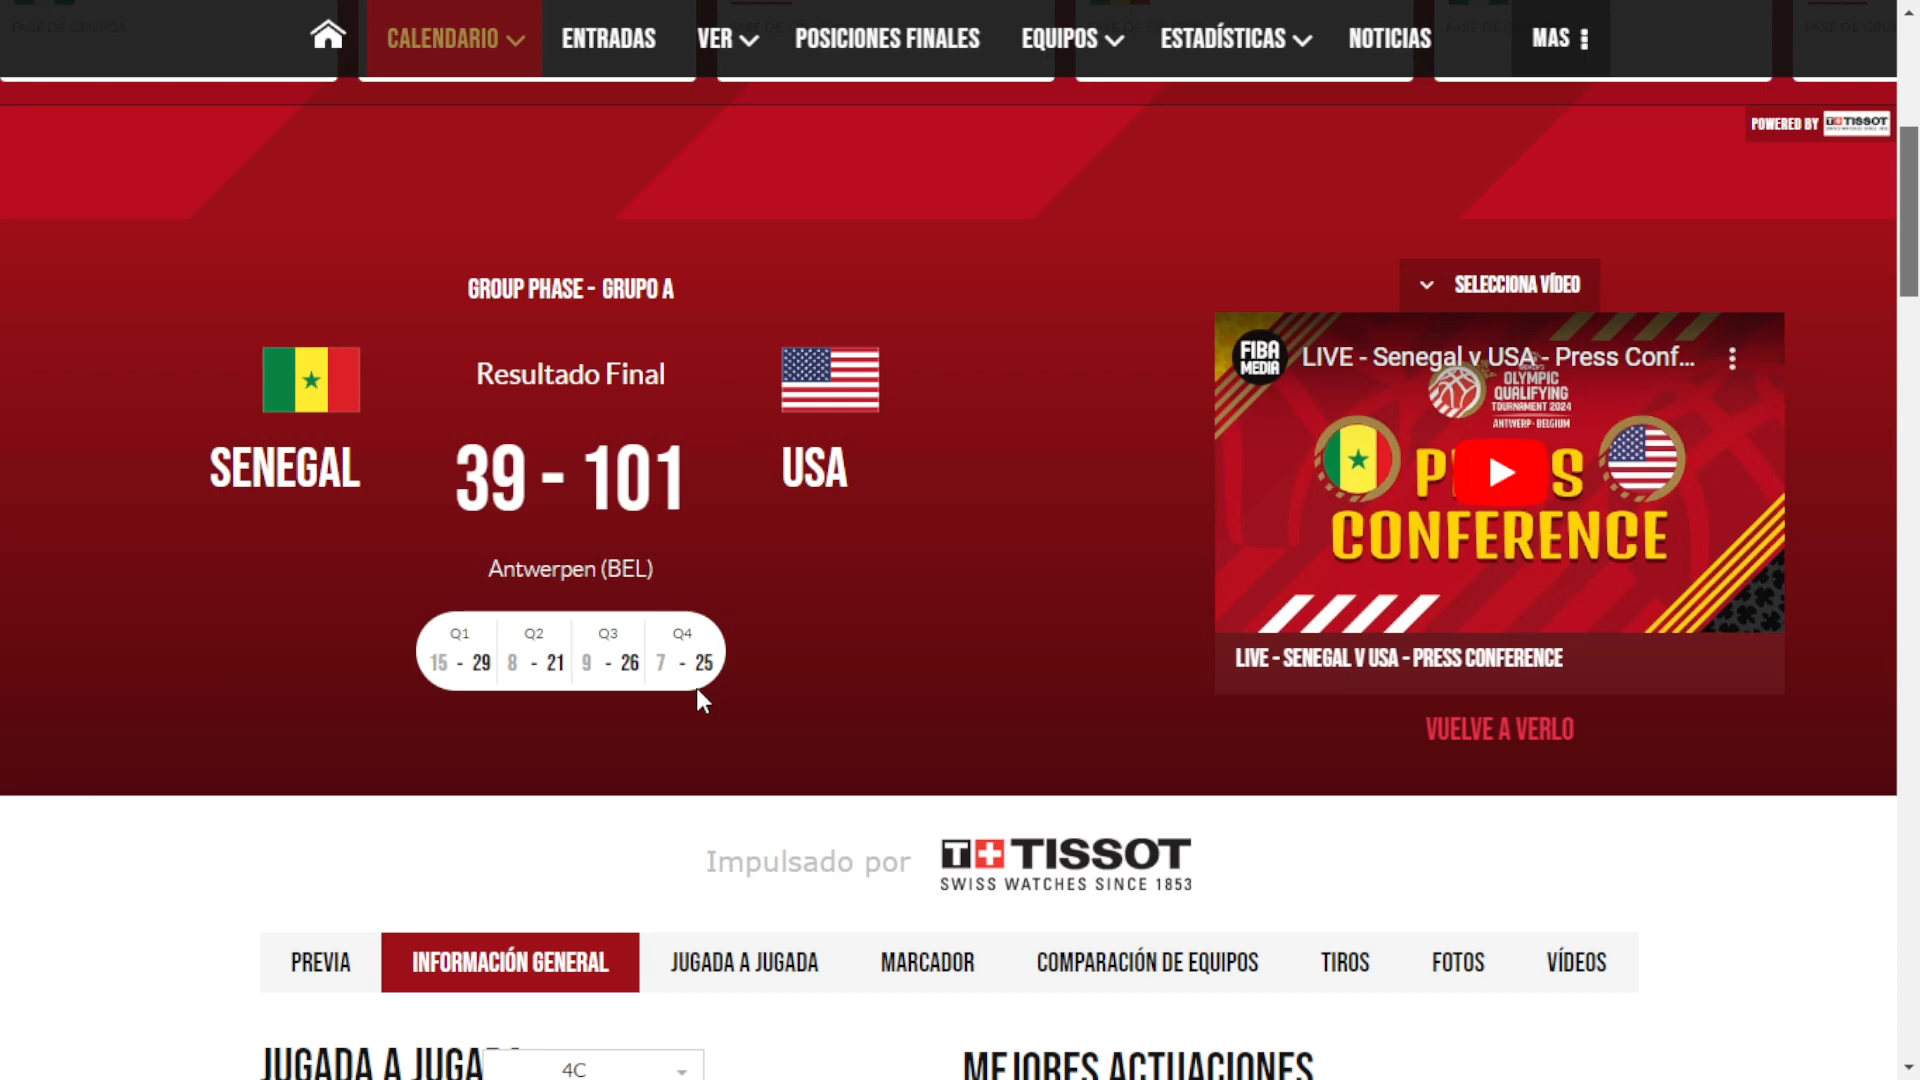 CALENDARIO
ENTRADAS
VER
POSICIONES FINALES
EQUIPOS
ESTADÍSTICAS
NOTICIAS
MAS
POWERED BY T+ TISSOT
GROUP PHASE - GRUPO A
Resultado Final
SENEGAL
39 - 101
USA
Antwerpen (BEL)
Q1 Q2 Q3 Q4
15 - 29 8 - 21 9 - 26 7 - 25
SELECCIONA VÍDEO
FIBA
MEDIA
LIVE - Senegal v USA - Press Conf...
OLYMPIC
QUALIFYING
TOURNAMENT 2024
ANTWERP · BELGIUM
CONFERENCE
LIVE - SENEGAL V USA - PRESS CONFERENCE
VUELVE A VERLO
Impulsado por
T+ TISSOT
SWISS WATCHES SINCE 1853
PREVIA
INFORMACIÓN GENERAL
JUGADA A JUGADA
MARCADOR
COMPARACIÓN DE EQUIPOS
TIROS
FOTOS
VÍDEOS
JUGADA A JUGADA
4C
MEJORES ACTUACIONES